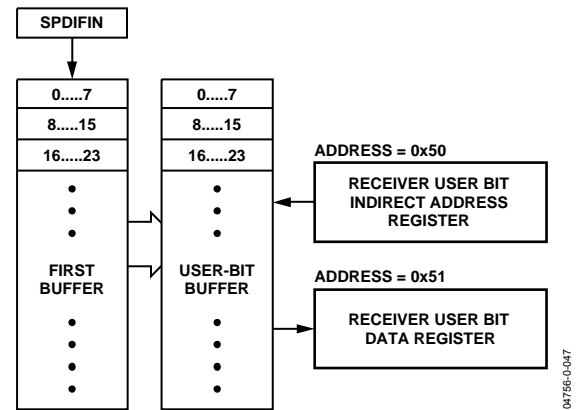 SPDIFIN
0.....7
8.....15
16.....23
FIRST
BUFFER
0.....7
8.....15
16.....23
USER-BIT
BUFFER
ADDRESS = 0x50
RECEIVER USER BIT
INDIRECT ADDRESS
REGISTER
ADDRESS = 0x51
RECEIVER USER BIT
DATA REGISTER
04756-0-047